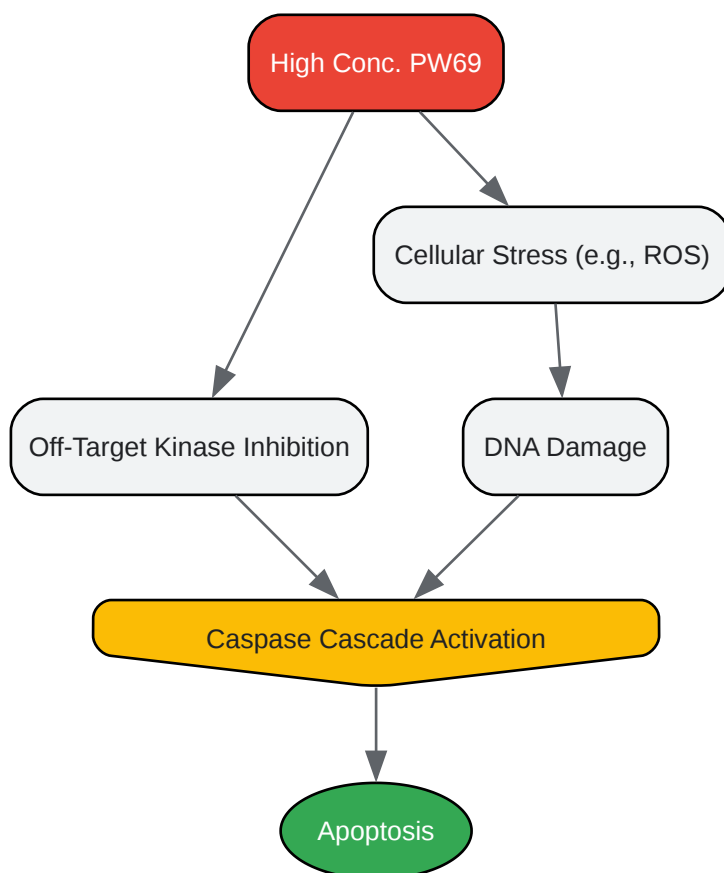 High Conc. PW69
Cellular Stress (e.g., ROS)
Off-Target Kinase Inhibition
DNA Damage
Caspase Cascade Activation
Apoptosis